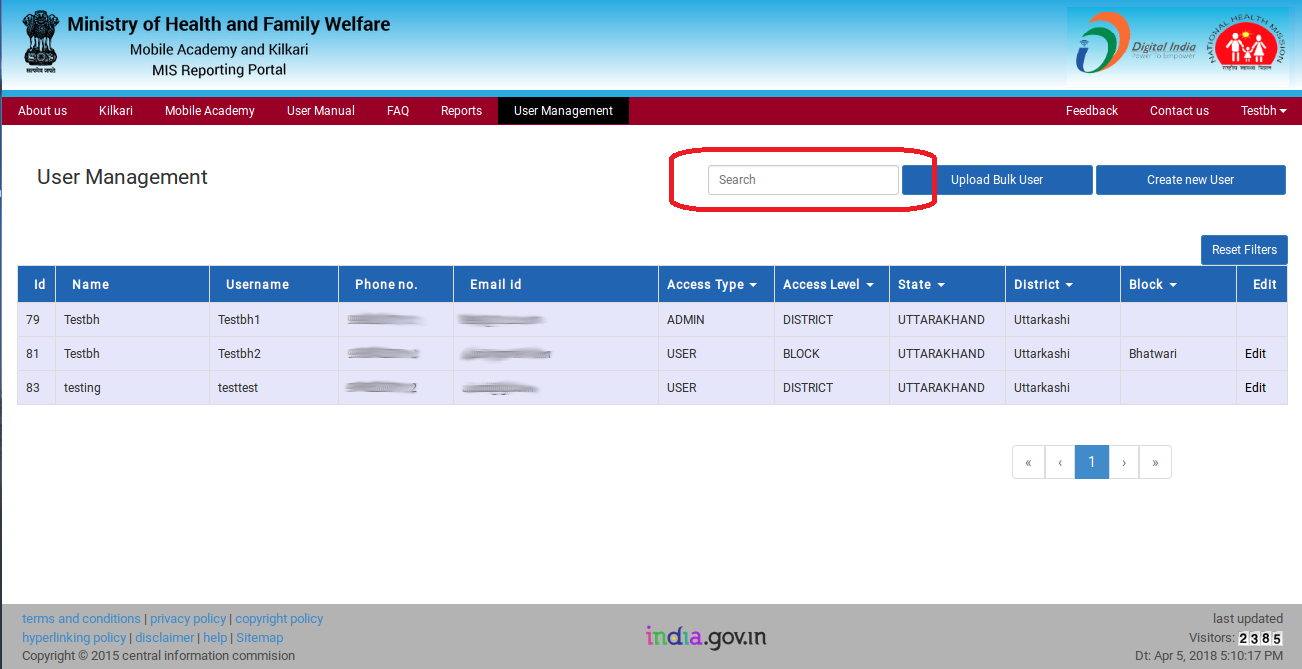 Ministry of Health and Family Welfare
Mobile Academy and Kilkari
MIS Reporting Portal
सत्यमेव जयते
Digital India
Power To Empower
NATIONAL HEALTH MISSION
राष्ट्रीय स्वास्थ्य मिशन
About us Kilkari Mobile Academy User Manual FAQ Reports User Management Feedback Contact us Testbh
User Management
Search Upload Bulk User Create new User
Reset Filters
Id Name Username Phone no. Email id Access Type Access Level State District Block Edit
79 Testbh Testbh1 ADMIN DISTRICT UTTARAKHAND Uttarkashi
81 Testbh Testbh2 USER BLOCK UTTARAKHAND Uttarkashi Bhatwari Edit
83 testing testtest USER DISTRICT UTTARAKHAND Uttarkashi Edit
« ‹ 1 › »
terms and conditions | privacy policy | copyright policy
hyperlinking policy | disclaimer | help | Sitemap
Copyright © 2015 central information commision
india.gov.in
last updated
Visitors: 2385
Dt: Apr 5, 2018 5:10:17 PM